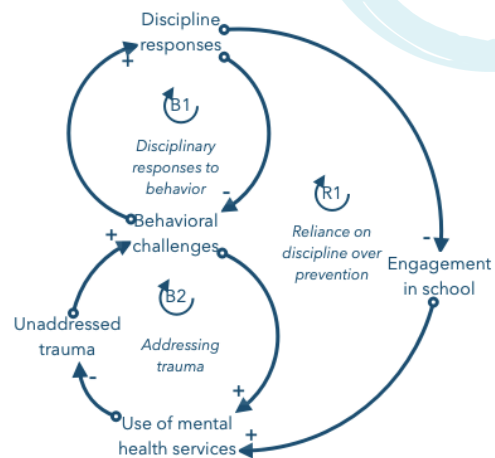 Discipline
responses
+
B1
Disciplinary
responses to
behavior
-
R1
Reliance on
discipline over
prevention
-
Engagement
in school
+
Behavioral
challenges
B2
Addressing
trauma
Unaddressed
trauma
-
+
Use of mental
health services
+